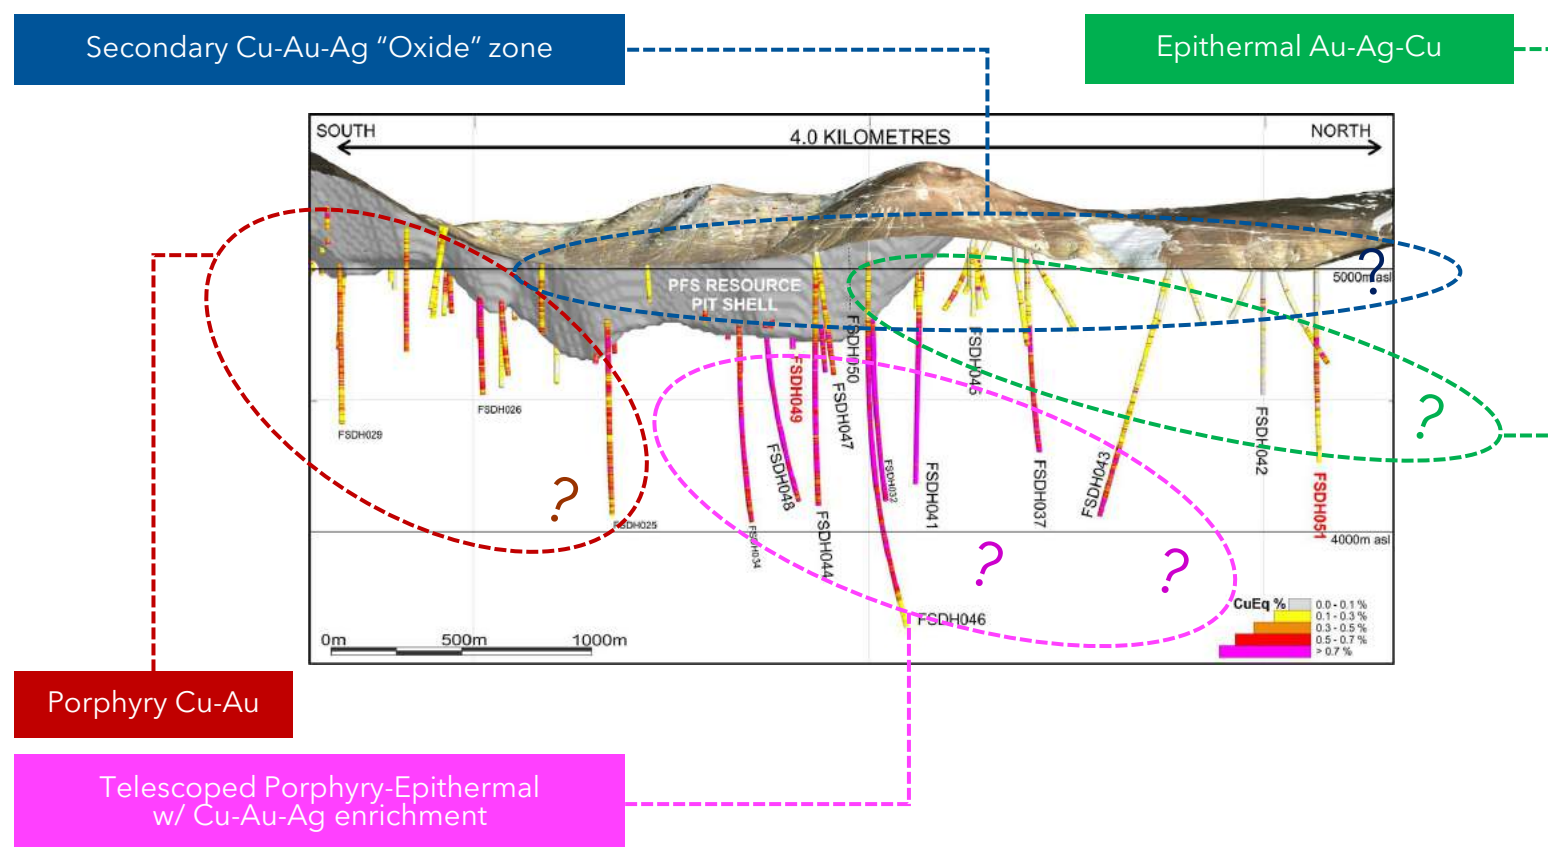 Secondary Cu-Au-Ag “Oxide” zone
Epithermal Au-Ag-Cu
SOUTH
4.0 KILOMETRES
NORTH
?
5000m asl
PFS RESOURCE
PIT SHELL
FSDH050
FSDH046
FSDH049
FSDH047
FSDH026
FSDH029
?
FSDH042
FSDH048
FSDH032
FSDH041
FSDH037
FSDH043
FSDH051
?
FSDH025
FSDH034
FSDH044
4000m asl
?
?
FSDH046
CuEq %
0.0 - 0.1 %
0.1 - 0.3 %
0.3 - 0.5 %
0.5 - 0.7 %
> 0.7 %
0m
500m
1000m
Porphyry Cu-Au
Telescoped Porphyry-Epithermal
w/ Cu-Au-Ag enrichment